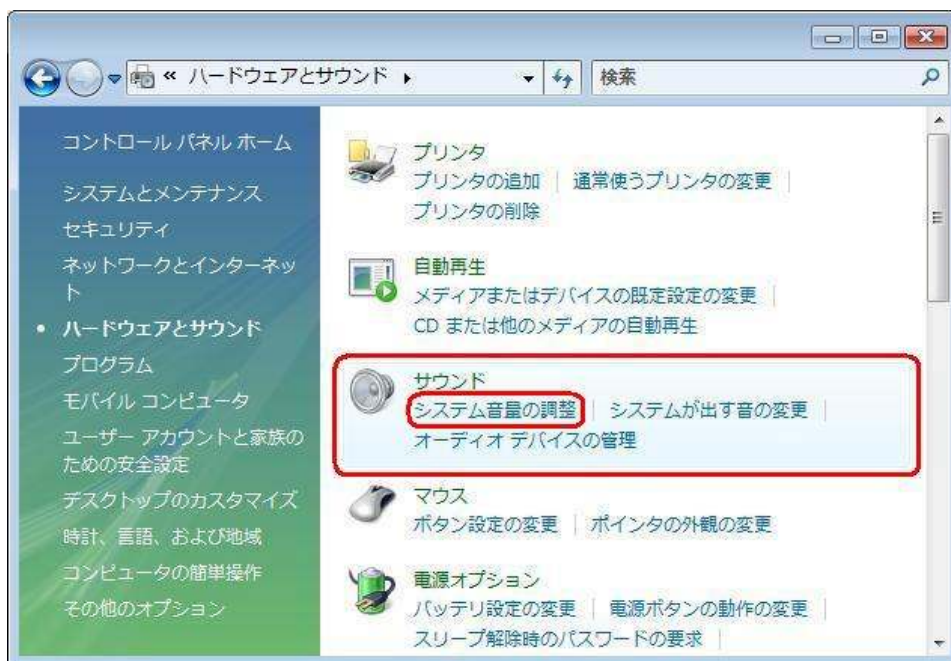 « ハードウェアとサウンド
検索
コントロール パネル ホーム
システムとメンテナンス
セキュリティ
ネットワークとインターネッ
ト
• ハードウェアとサウンド
プログラム
モバイル コンピュータ
ユーザー アカウントと家族の
ための安全設定
デスクトップのカスタマイズ
時計、言語、および地域
コンピュータの簡単操作
その他のオプション
プリンタ
プリンタの追加 | 通常使うプリンタの変更 |
プリンタの削除
自動再生
メディアまたはデバイスの既定設定の変更 |
CD または他のメディアの自動再生
サウンド
システム音量の調整 | システムが出す音の変更 |
オーディオ デバイスの管理
マウス
ボタン設定の変更 | ポインタの外観の変更
電源オプション
バッテリ設定の変更 | 電源ボタンの動作の変更 |
スリープ解除時のパスワードの要求 |